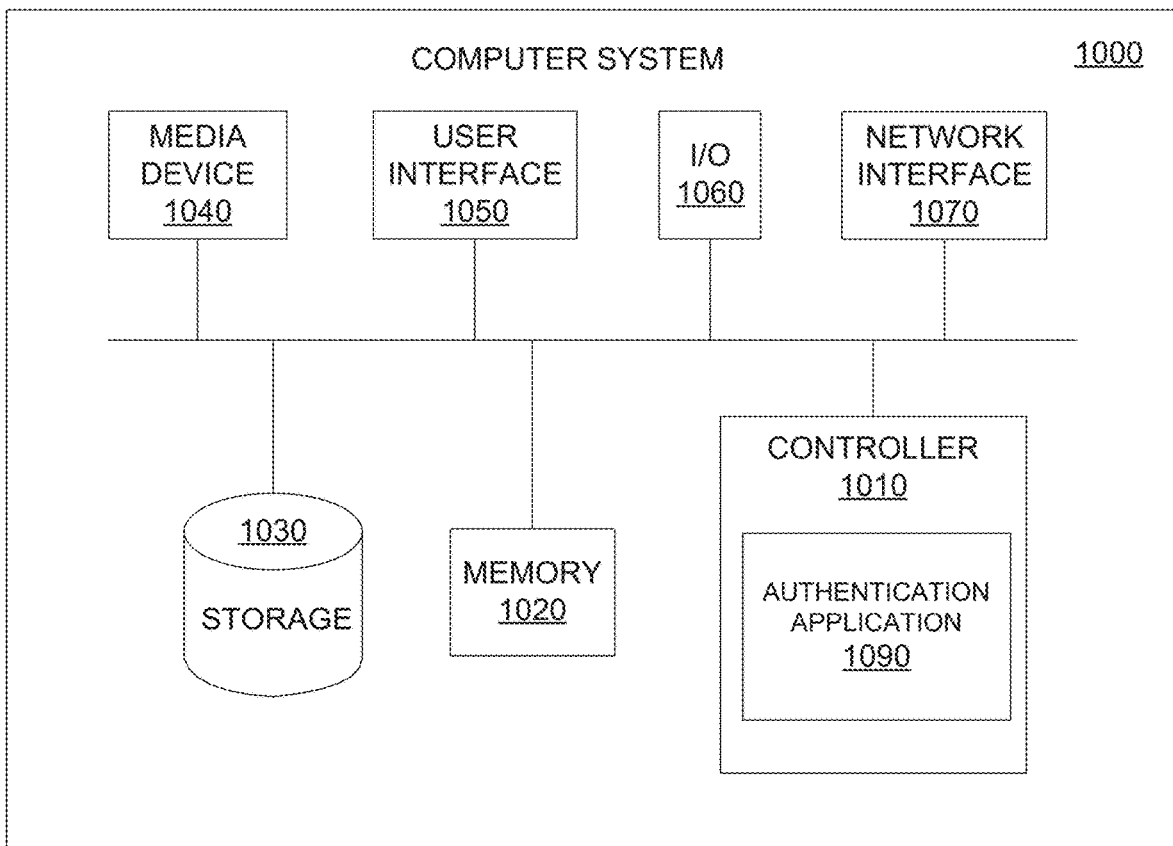 COMPUTER SYSTEM
1000
MEDIA
DEVICE
1040
USER
INTERFACE
1050
I/O
1060
NETWORK
INTERFACE
1070
1030
STORAGE
MEMORY
1020
CONTROLLER
1010
AUTHENTICATION
APPLICATION
1090